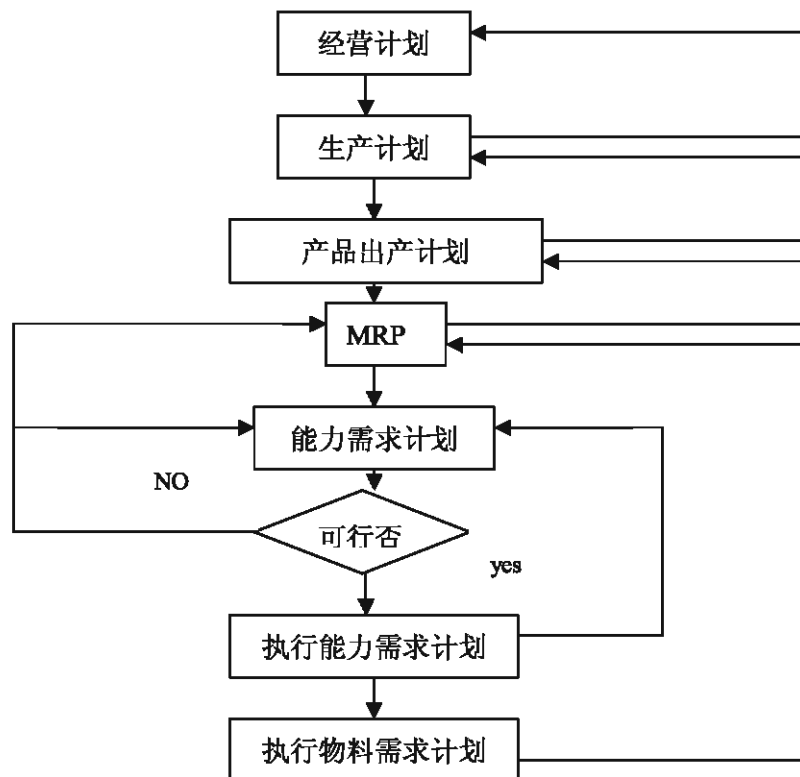 经营计划
生产计划
产品出产计划
MRP
能力需求计划
NO
可行否
yes
执行能力需求计划
执行物料需求计划